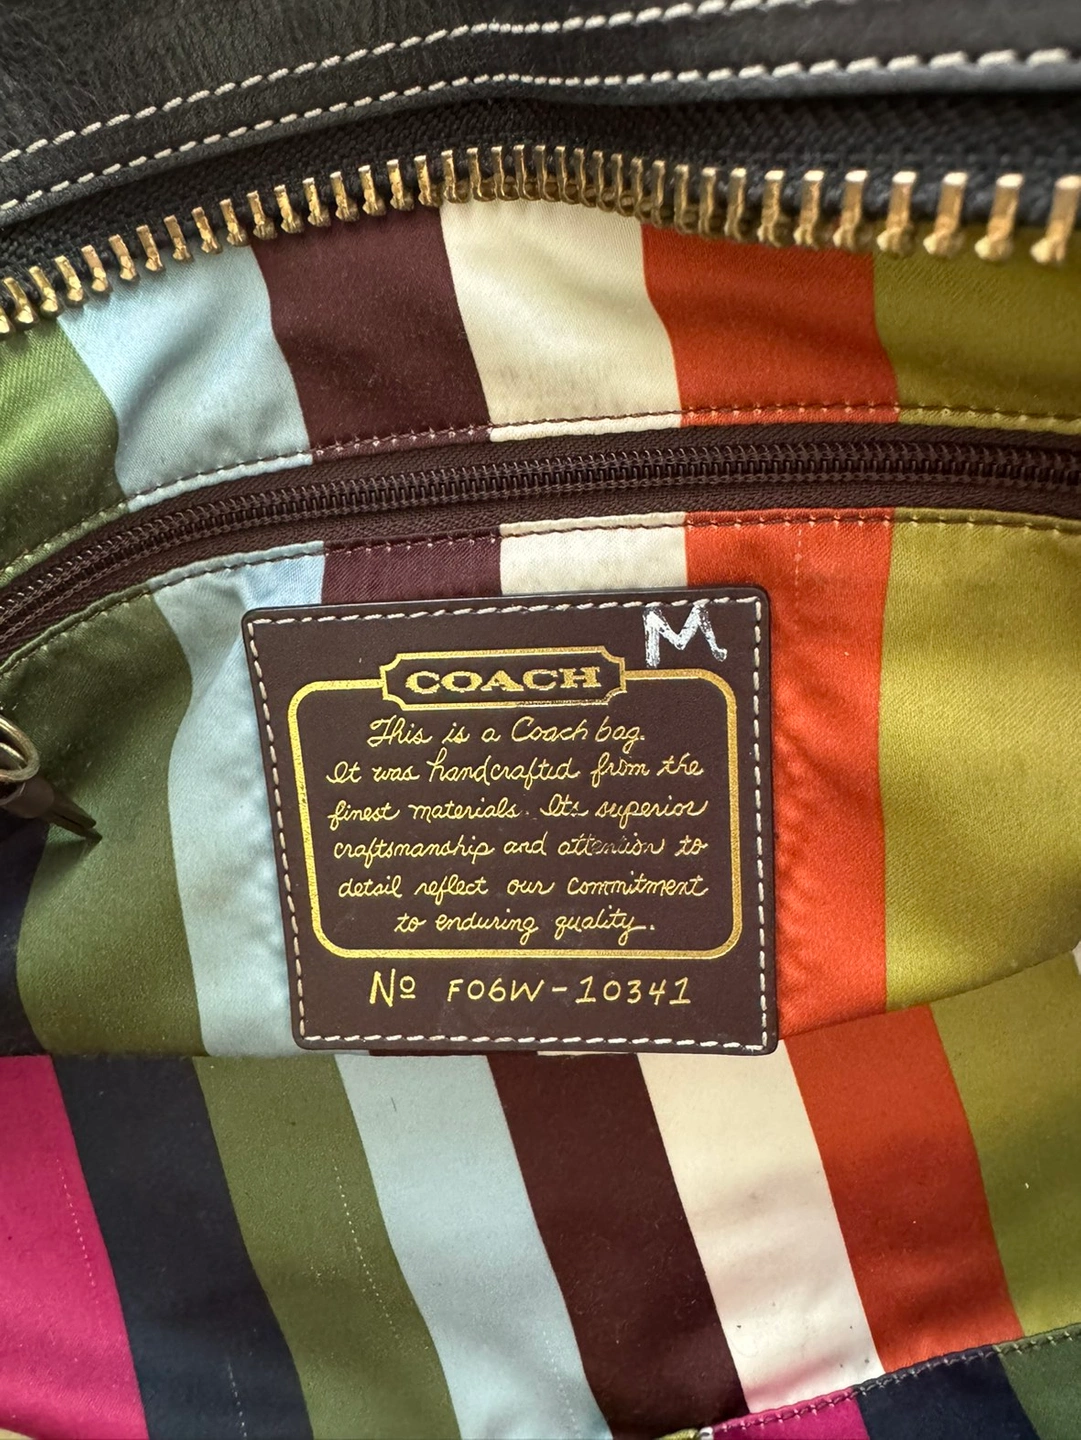 M
COACH
This is a Coach bag.
It was handcrafted from the
finest materials. Its superior
craftsmanship and attention to
detail reflect our commitment
to enduring quality.
Nº F06W-10341